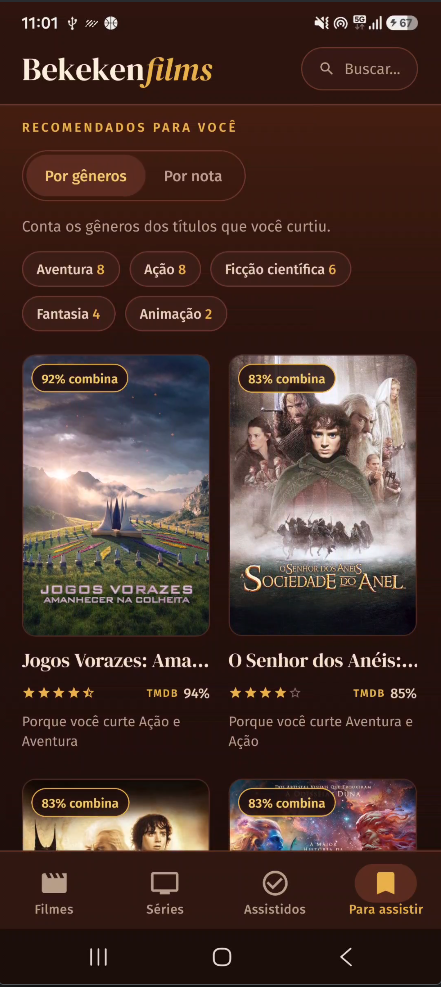 11:01
5G
67
Bekekenfilms
Buscar...
RECOMENDADOS PARA VOCÊ
Por gêneros
Por nota
Conta os gêneros dos títulos que você curtiu.
Aventura 8
Ação 8
Ficção científica 6
Fantasia 4
Animação 2
92% combina
JOGOS VORAZES
AMANHECER NA COLHEITA
83% combina
O SENHOR DOS ANÉIS
A SOCIEDADE DO ANEL
Jogos Vorazes: Ama...
TMDB 94%
Porque você curte Ação e
Aventura
O Senhor dos Anéis:...
TMDB 85%
Porque você curte Aventura e
Ação
83% combina
83% combina
A MAIOR
Filmes
Séries
Assistidos
Para assistir